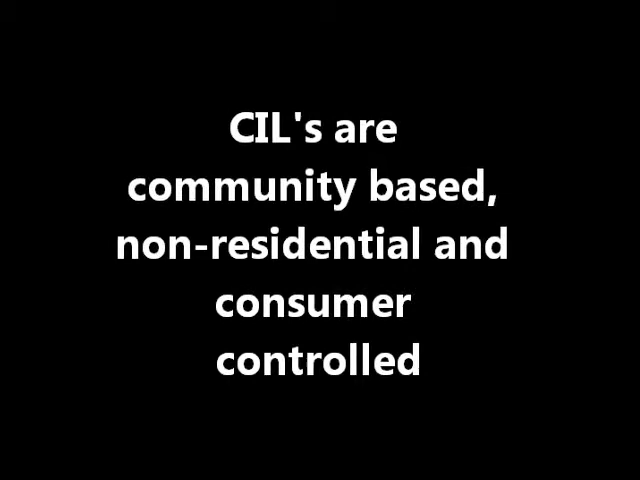 CIL's are
community based,
non-residential and
consumer
controlled